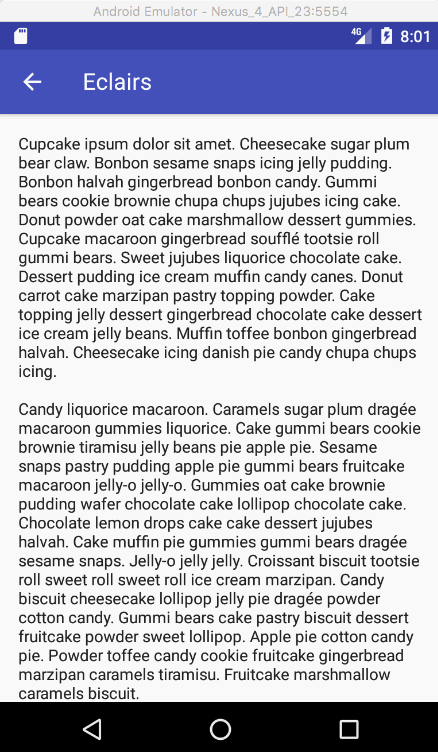 Android Emulator - Nexus_4_API_23:5554
4G 8:01
Eclairs
Cupcake ipsum dolor sit amet. Cheesecake sugar plum
bear claw. Bonbon sesame snaps icing jelly pudding.
Bonbon halvah gingerbread bonbon candy. Gummi
bears cookie brownie chupa chups jujubes icing cake.
Donut powder oat cake marshmallow dessert gummies.
Cupcake macaroon gingerbread soufflé tootsie roll
gummi bears. Sweet jujubes liquorice chocolate cake.
Dessert pudding ice cream muffin candy canes. Donut
carrot cake marzipan pastry topping powder. Cake
topping jelly dessert gingerbread chocolate cake dessert
ice cream jelly beans. Muffin toffee bonbon gingerbread
halvah. Cheesecake icing danish pie candy chupa chups
icing.
Candy liquorice macaroon. Caramels sugar plum dragée
macaroon gummies liquorice. Cake gummi bears cookie
brownie tiramisu jelly beans pie apple pie. Sesame
snaps pastry pudding apple pie gummi bears fruitcake
macaroon jelly-o jelly-o. Gummies oat cake brownie
pudding wafer chocolate cake lollipop chocolate cake.
Chocolate lemon drops cake cake dessert jujubes
halvah. Cake muffin pie gummies gummi bears dragée
sesame snaps. Jelly-o jelly jelly. Croissant biscuit tootsie
roll sweet roll sweet roll ice cream marzipan. Candy
biscuit cheesecake lollipop jelly pie dragée powder
cotton candy. Gummi bears cake pastry biscuit dessert
fruitcake powder sweet lollipop. Apple pie cotton candy
pie. Powder toffee candy cookie fruitcake gingerbread
marzipan caramels tiramisu. Fruitcake marshmallow
caramels biscuit.